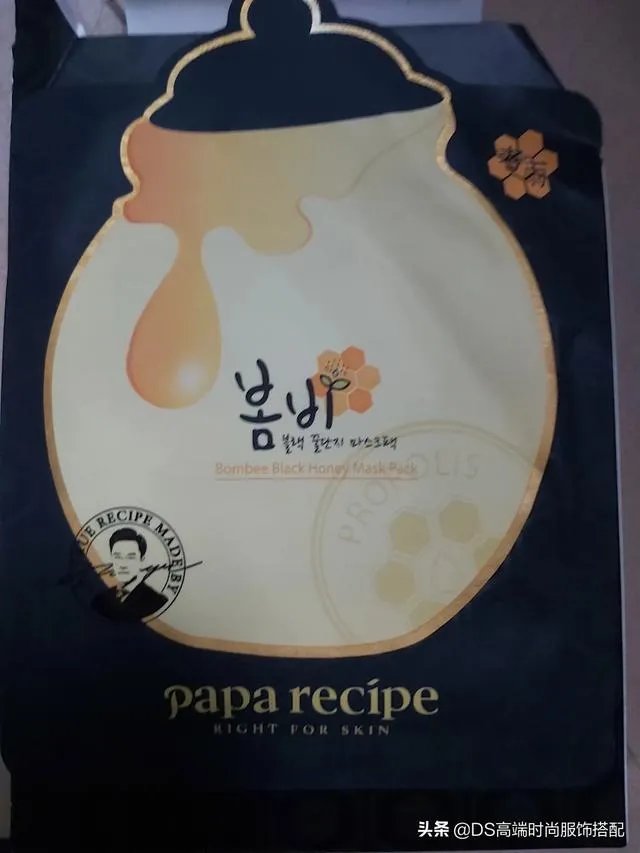 봄비
블랙 꿀단지 마스크팩
Bombee Black Honey Mask Pack
PROPOLIS
UE RECIPE MADE BY
papa recipe
RIGHT FOR SKIN
头条 @DS高端时尚服饰搭配